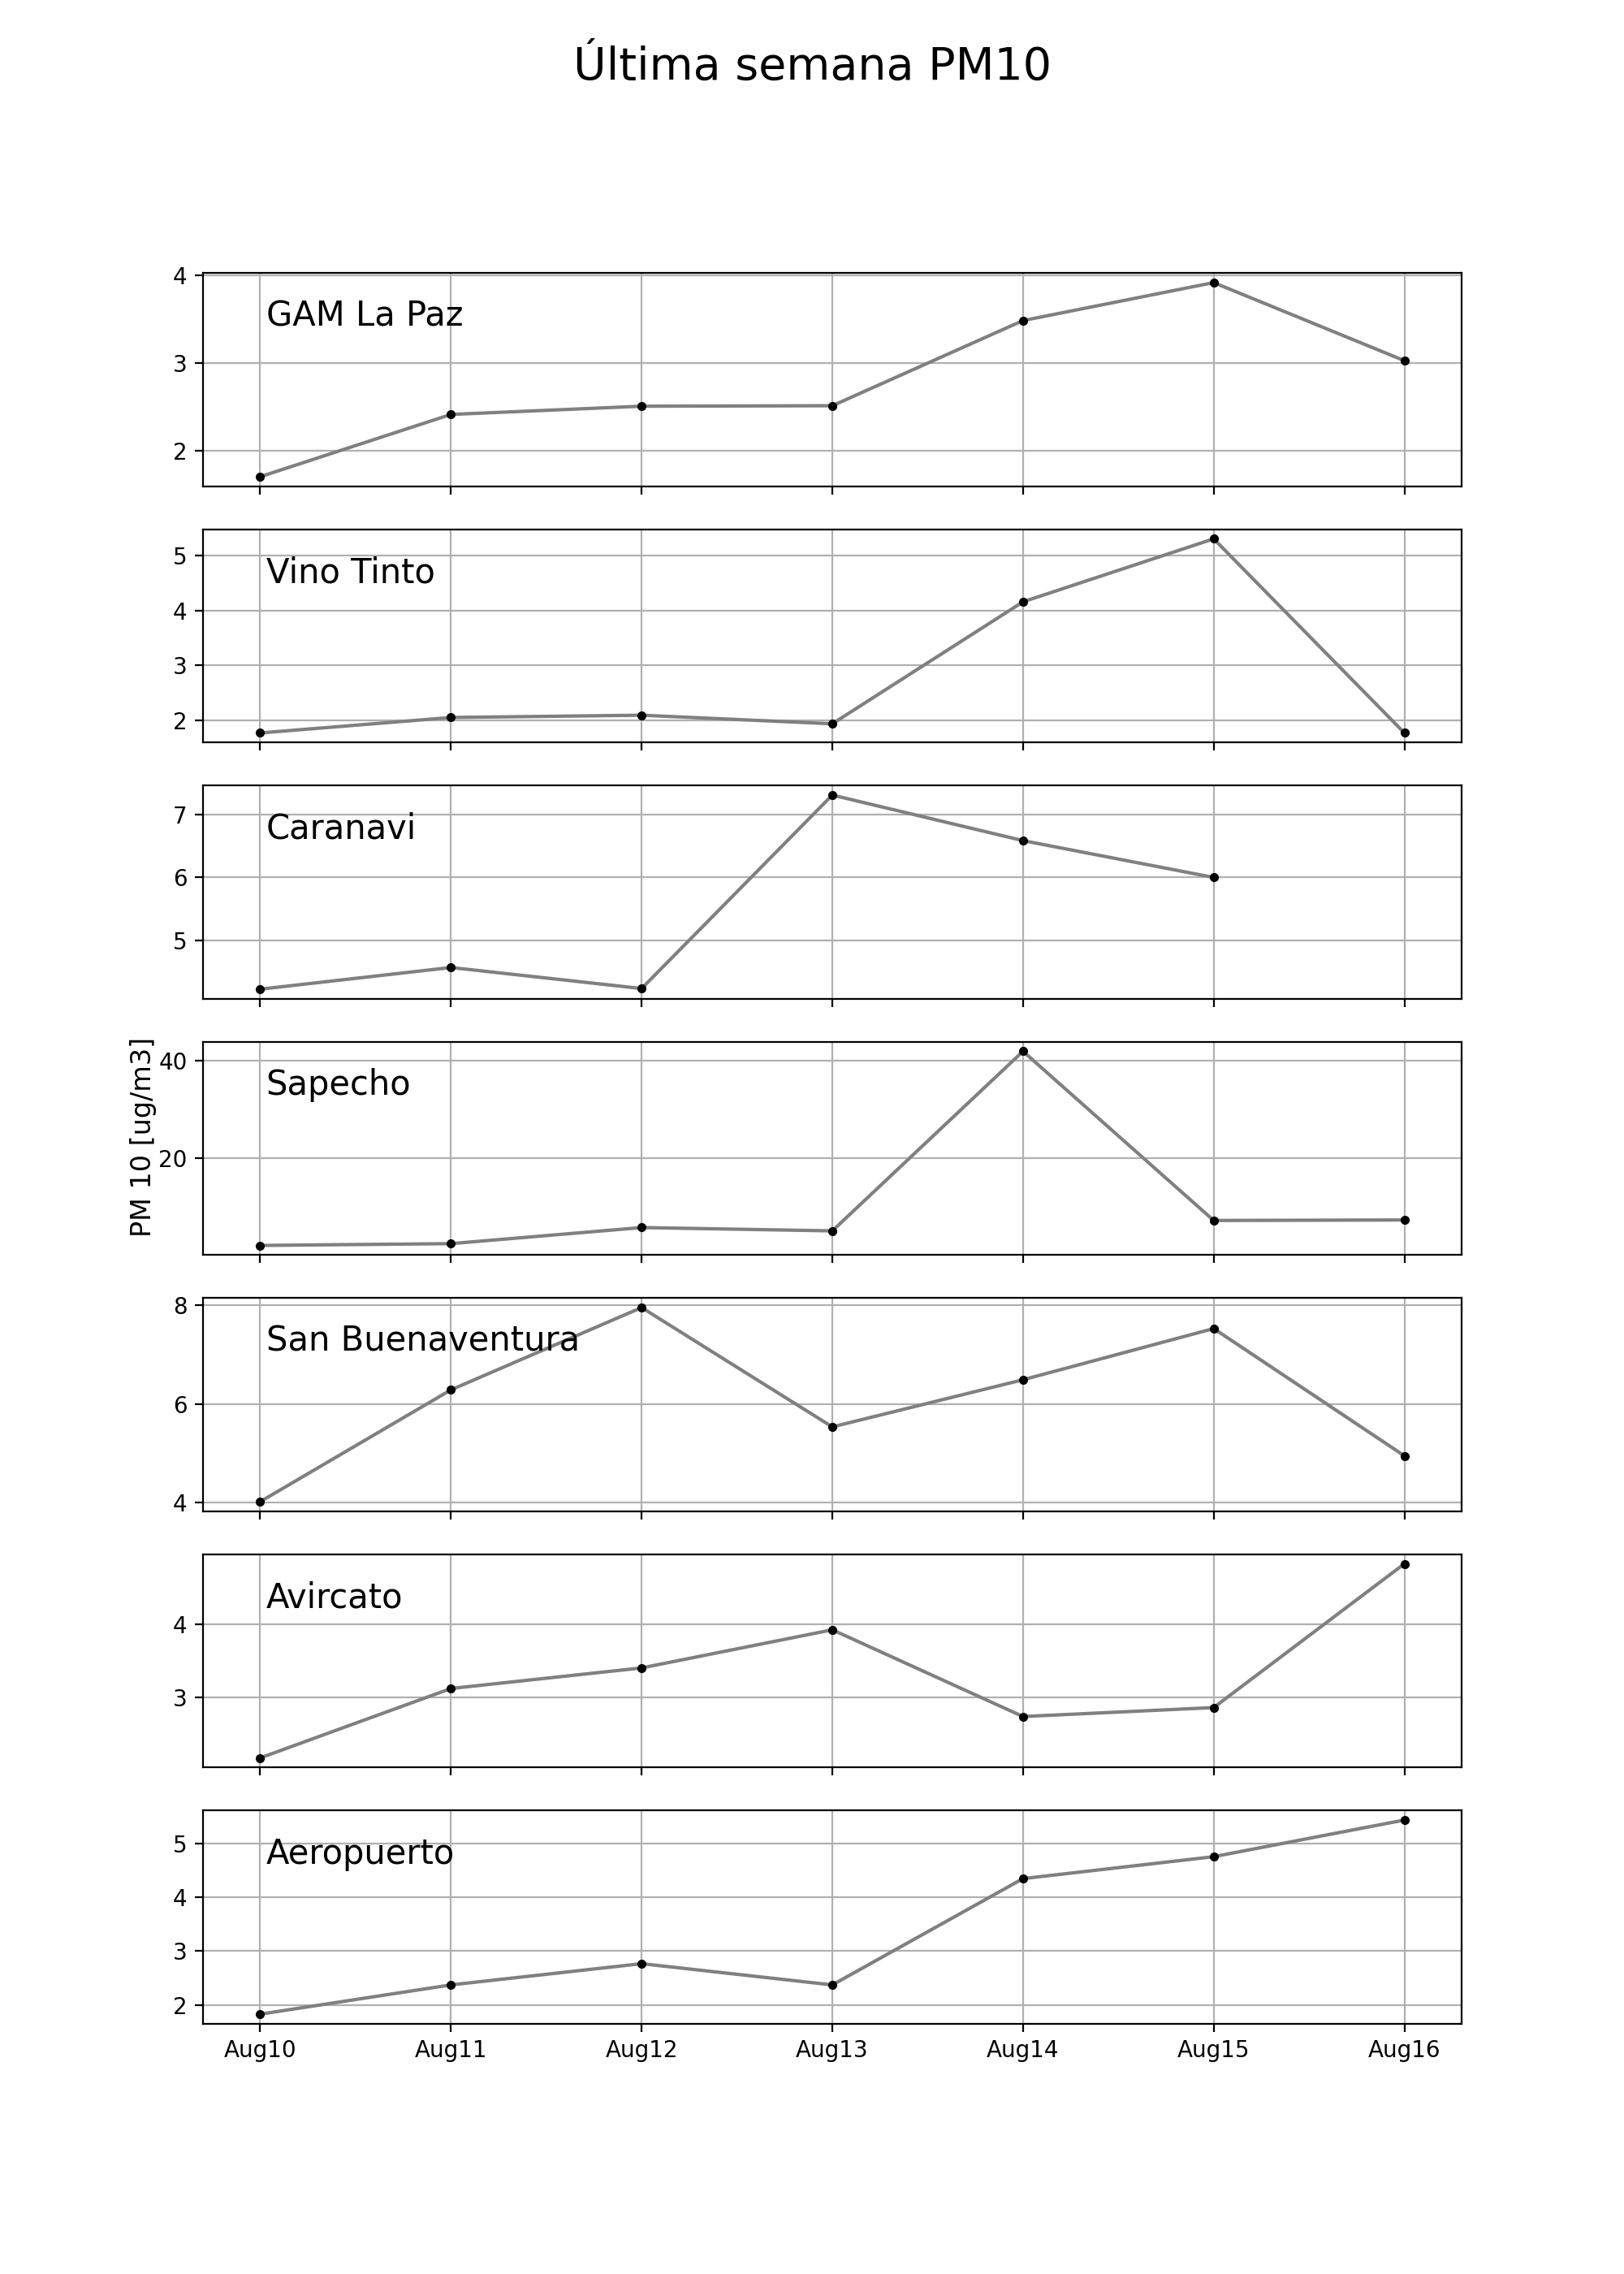 Última semana PM10
4
GAM La Paz
3
2
5
Vino Tinto
4
3
2
7
Caranavi
6
5
PM 10 [ug/m3]
40
Sapecho
20
8
San Buenaventura
6
4
Avircato
4
3
5
Aeropuerto
4
3
2
Aug10 Aug11 Aug12 Aug13 Aug14 Aug15 Aug16